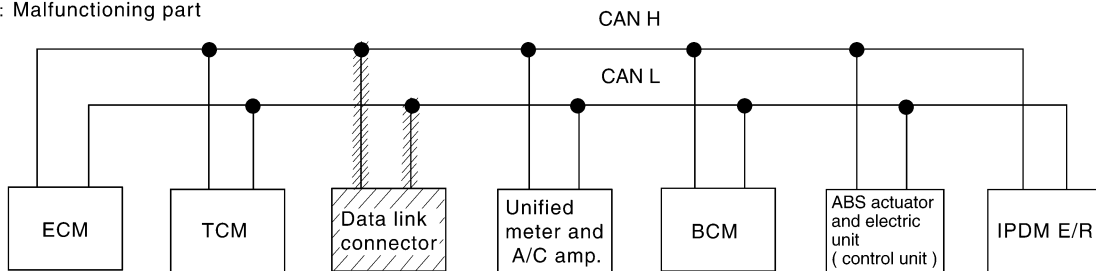 : Malfunctioning part
CAN H
CAN L
ECM
TCM
Data link
connector
Unified
meter and
A/C amp.
BCM
ABS actuator
and electric
unit
( control unit )
IPDM E/R